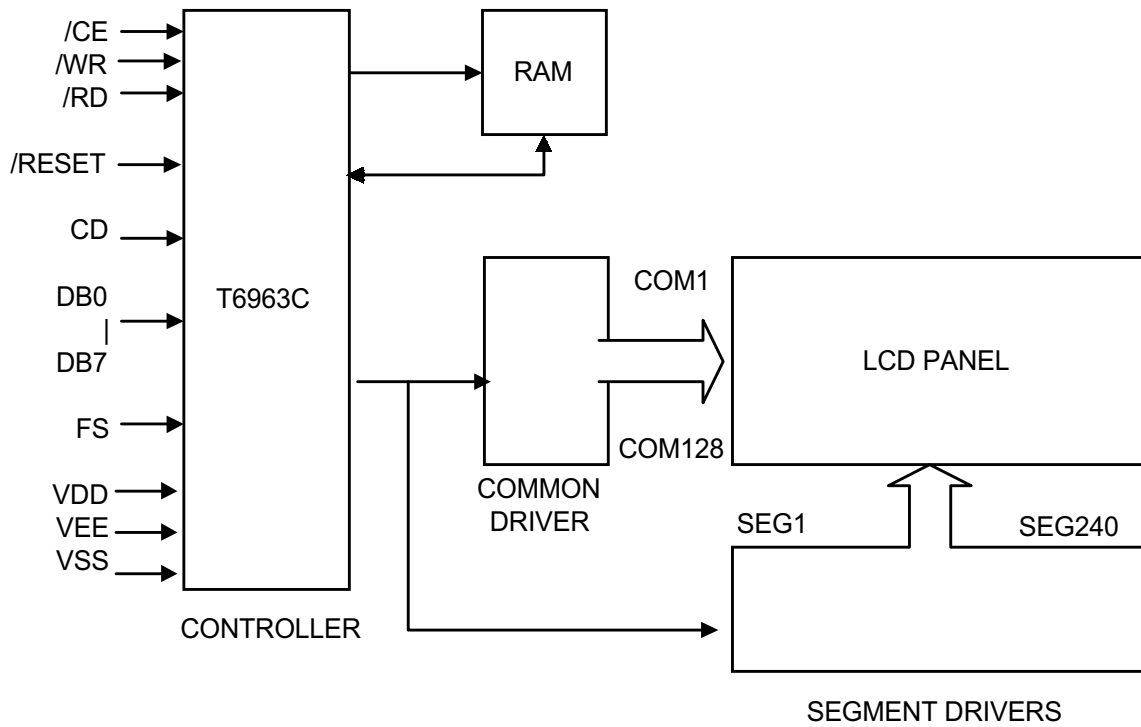 /CE
/WR
/RD
/RESET
CD
DB0
|
DB7
FS
VDD
VEE
VSS
T6963C
CONTROLLER
RAM
COMMON
DRIVER
COM1
COM128
LCD PANEL
SEG1
SEG240
SEGMENT DRIVERS